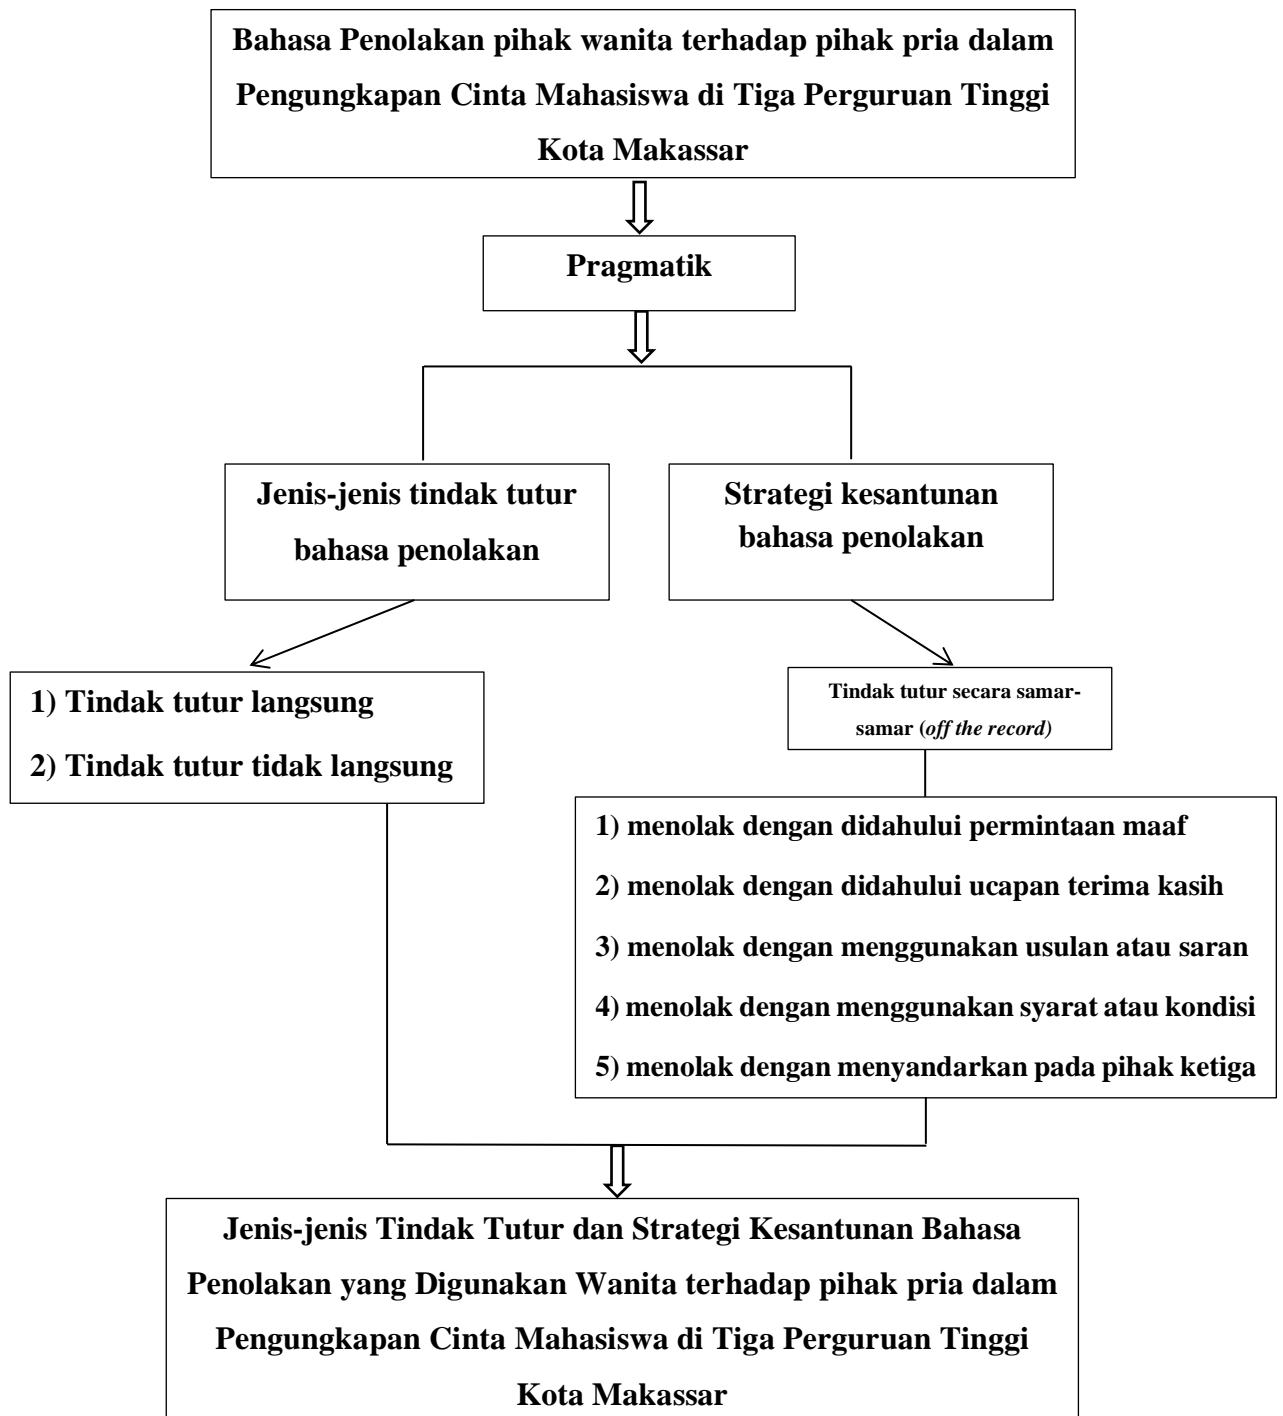 Bahasa Penolakan pihak wanita terhadap pihak pria dalam
Pengungkapan Cinta Mahasiswa di Tiga Perguruan Tinggi
Kota Makassar
Pragmatik
Jenis-jenis tindak tutur
bahasa penolakan
Strategi kesantunan
bahasa penolakan
1) Tindak tutur langsung
2) Tindak tutur tidak langsung
Tindak tutur secara samar-
samar (off the record)
1) menolak dengan didahului permintaan maaf
2) menolak dengan didahului ucapan terima kasih
3) menolak dengan menggunakan usulan atau saran
4) menolak dengan menggunakan syarat atau kondisi
5) menolak dengan menyandarkan pada pihak ketiga
Jenis-jenis Tindak Tutur dan Strategi Kesantunan Bahasa
Penolakan yang Digunakan Wanita terhadap pihak pria dalam
Pengungkapan Cinta Mahasiswa di Tiga Perguruan Tinggi
Kota Makassar